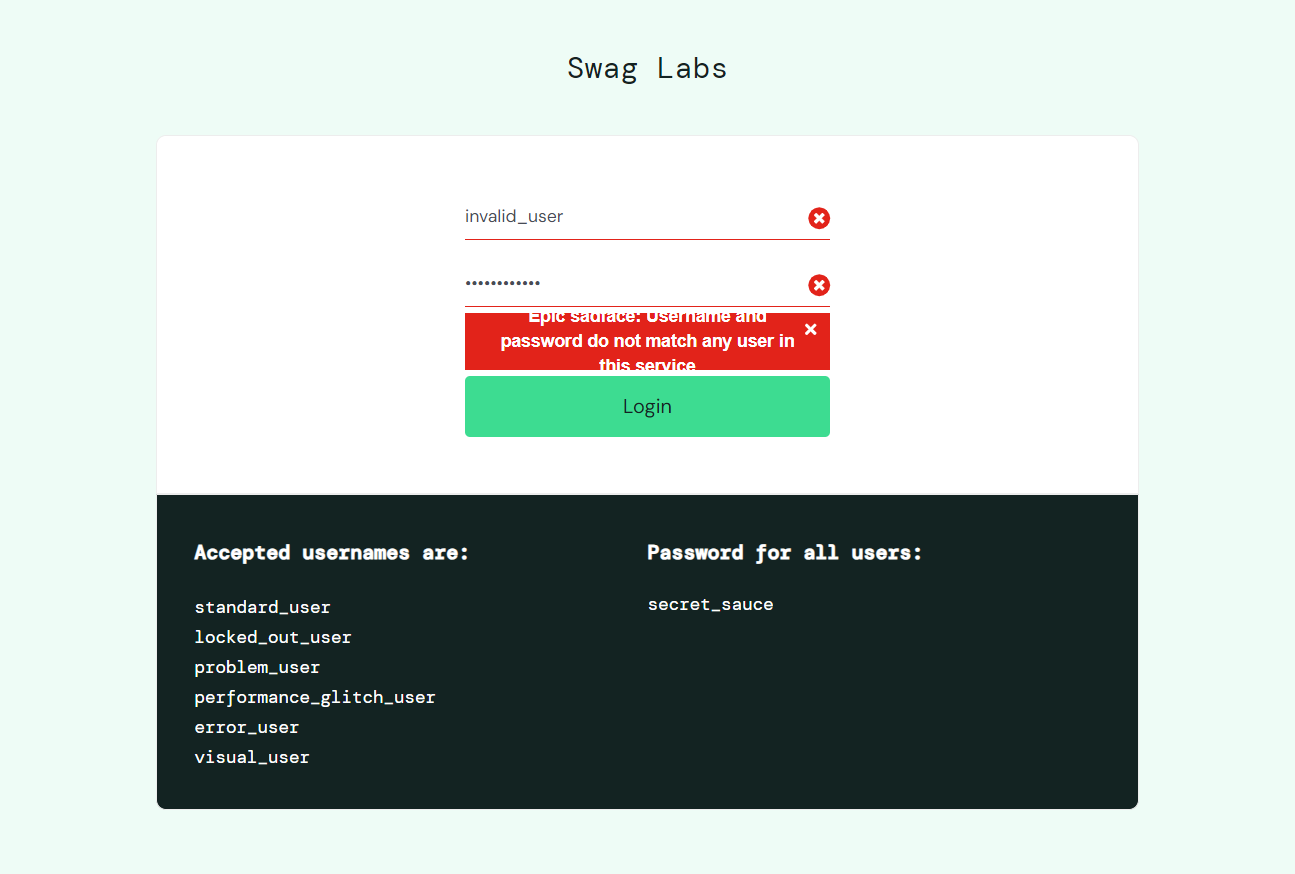 Swag Labs
invalid_user
••••••••••••
Epic sadface: Username and
password do not match any user in
this service
Login
Accepted usernames are:
standard_user
locked_out_user
problem_user
performance_glitch_user
error_user
visual_user
Password for all users:
secret_sauce